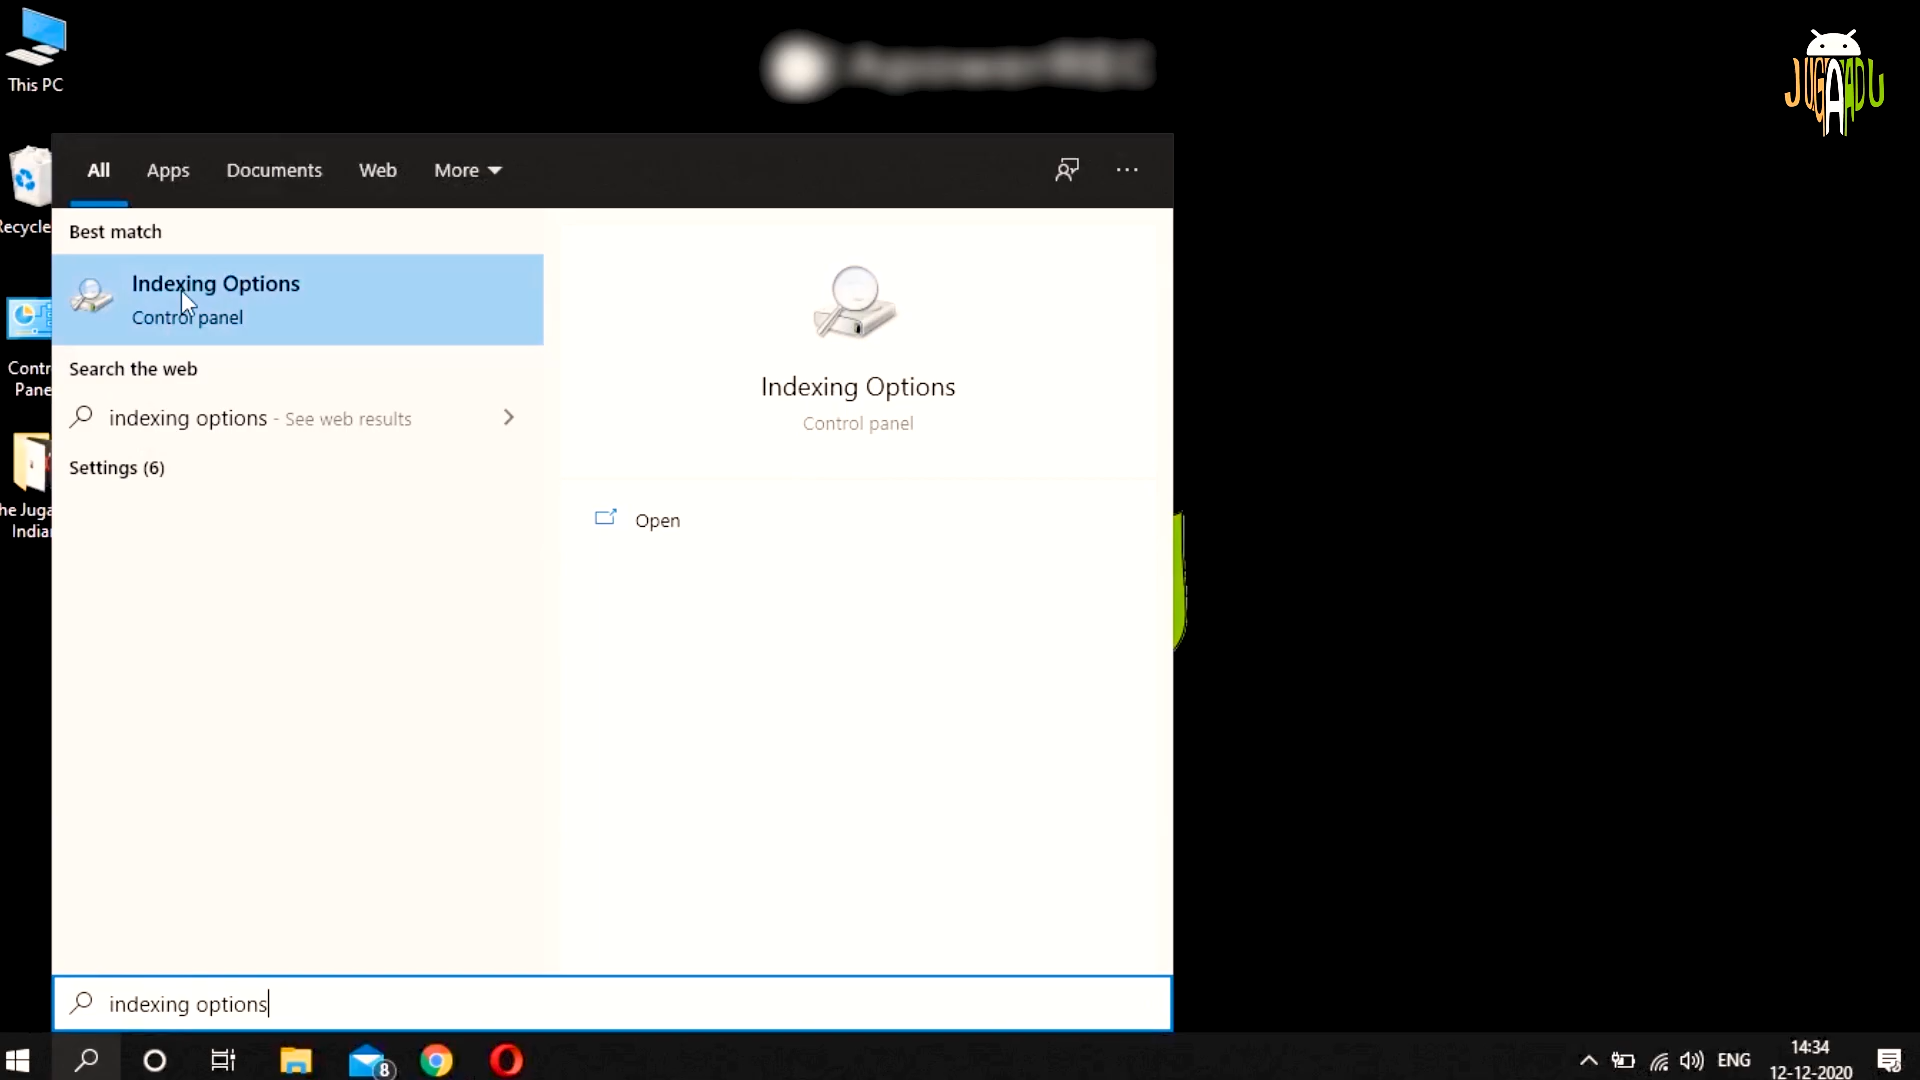 This PC
JUGAADU
All Apps Documents Web More
Recycle
Best match
Indexing Options
Control panel
Search the web
indexing options - See web results
Settings (6)
Contr
Pane
he Juga
India
Indexing Options
Control panel
Open
indexing options
8
ENG
14:34
12-12-2020